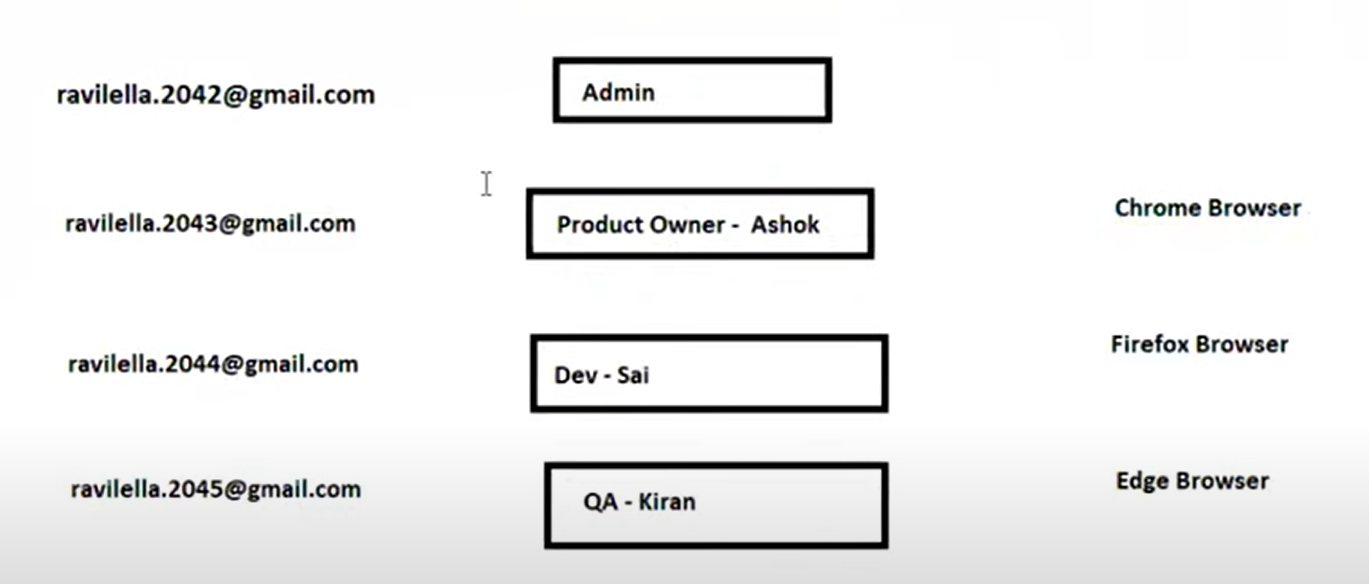 ravilella.2042@gmail.com Admin
ravilella.2043@gmail.com Product Owner - Ashok Chrome Browser
ravilella.2044@gmail.com Dev - Sai Firefox Browser
ravilella.2045@gmail.com QA - Kiran Edge Browser